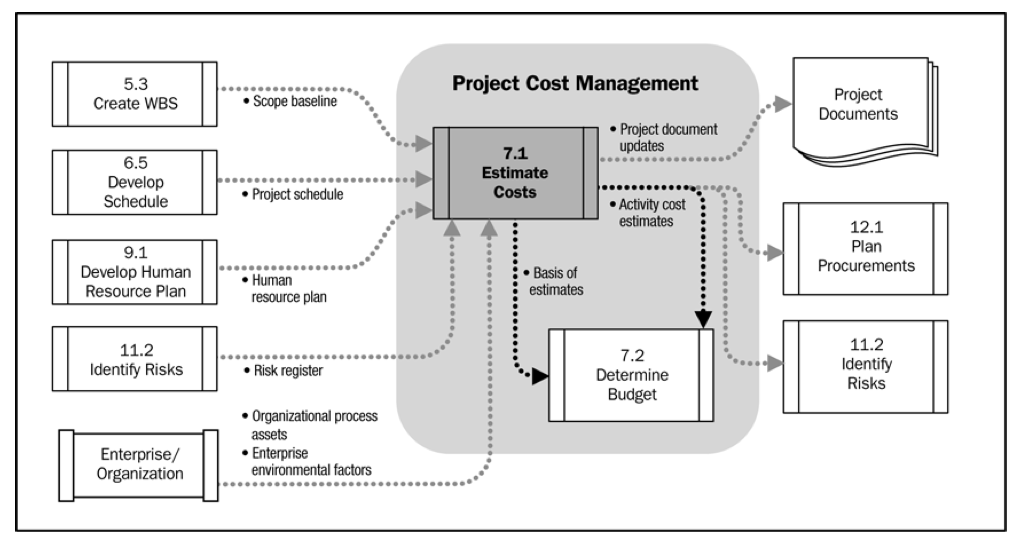 Project Cost Management
5.3
Create WBS
• Scope baseline
6.5
Develop
Schedule
• Project schedule
9.1
Develop Human
Resource Plan
• Human
resource plan
11.2
Identify Risks
• Risk register
Enterprise/
Organization
• Organizational process
assets
• Enterprise
environmental factors
7.1
Estimate
Costs
• Project document
updates
• Activity cost
estimates
• Basis of
estimates
7.2
Determine
Budget
Project
Documents
12.1
Plan
Procurements
11.2
Identify
Risks